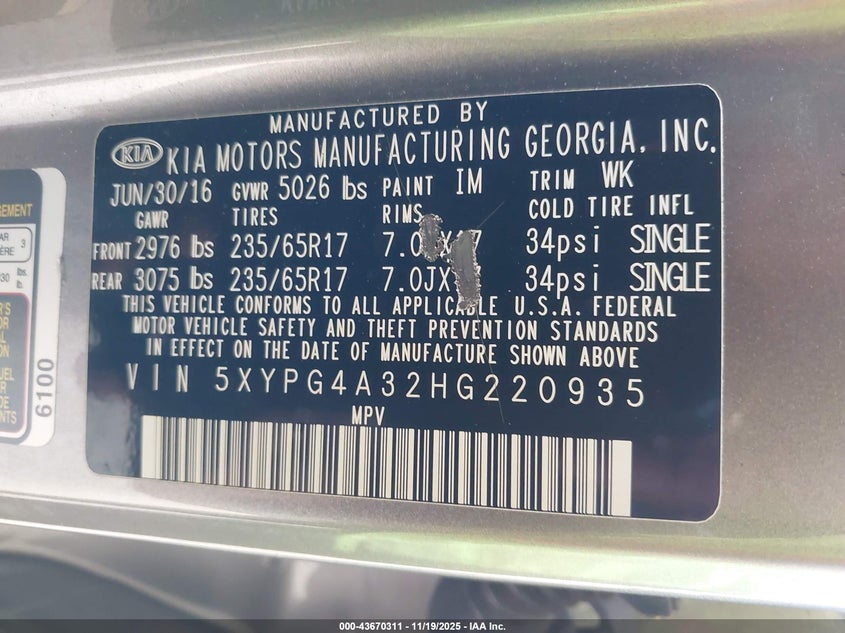 MANUFACTURED BY
KIA KIA MOTORS MANUFACTURING GEORGIA, INC.
JUN/30/16 GVWR 5026 lbs PAINT IM TRIM WK
GAWR TIRES RIMS COLD TIRE INFL
FRONT 2976 lbs 235/65R17 34psi SINGLE
REAR 3075 lbs 235/65R17 34psi SINGLE
THIS VEHICLE CONFORMS TO ALL APPLICABLE U.S.A. FEDERAL
MOTOR VEHICLE SAFETY AND THEFT PREVENTION STANDARDS
IN EFFECT ON THE DATE OF MANUFACTURE SHOWN ABOVE
VIN 5XYPG4A32HG220935
MPV
6100
000-43670311 - 11/19/2025 - IAA Inc.